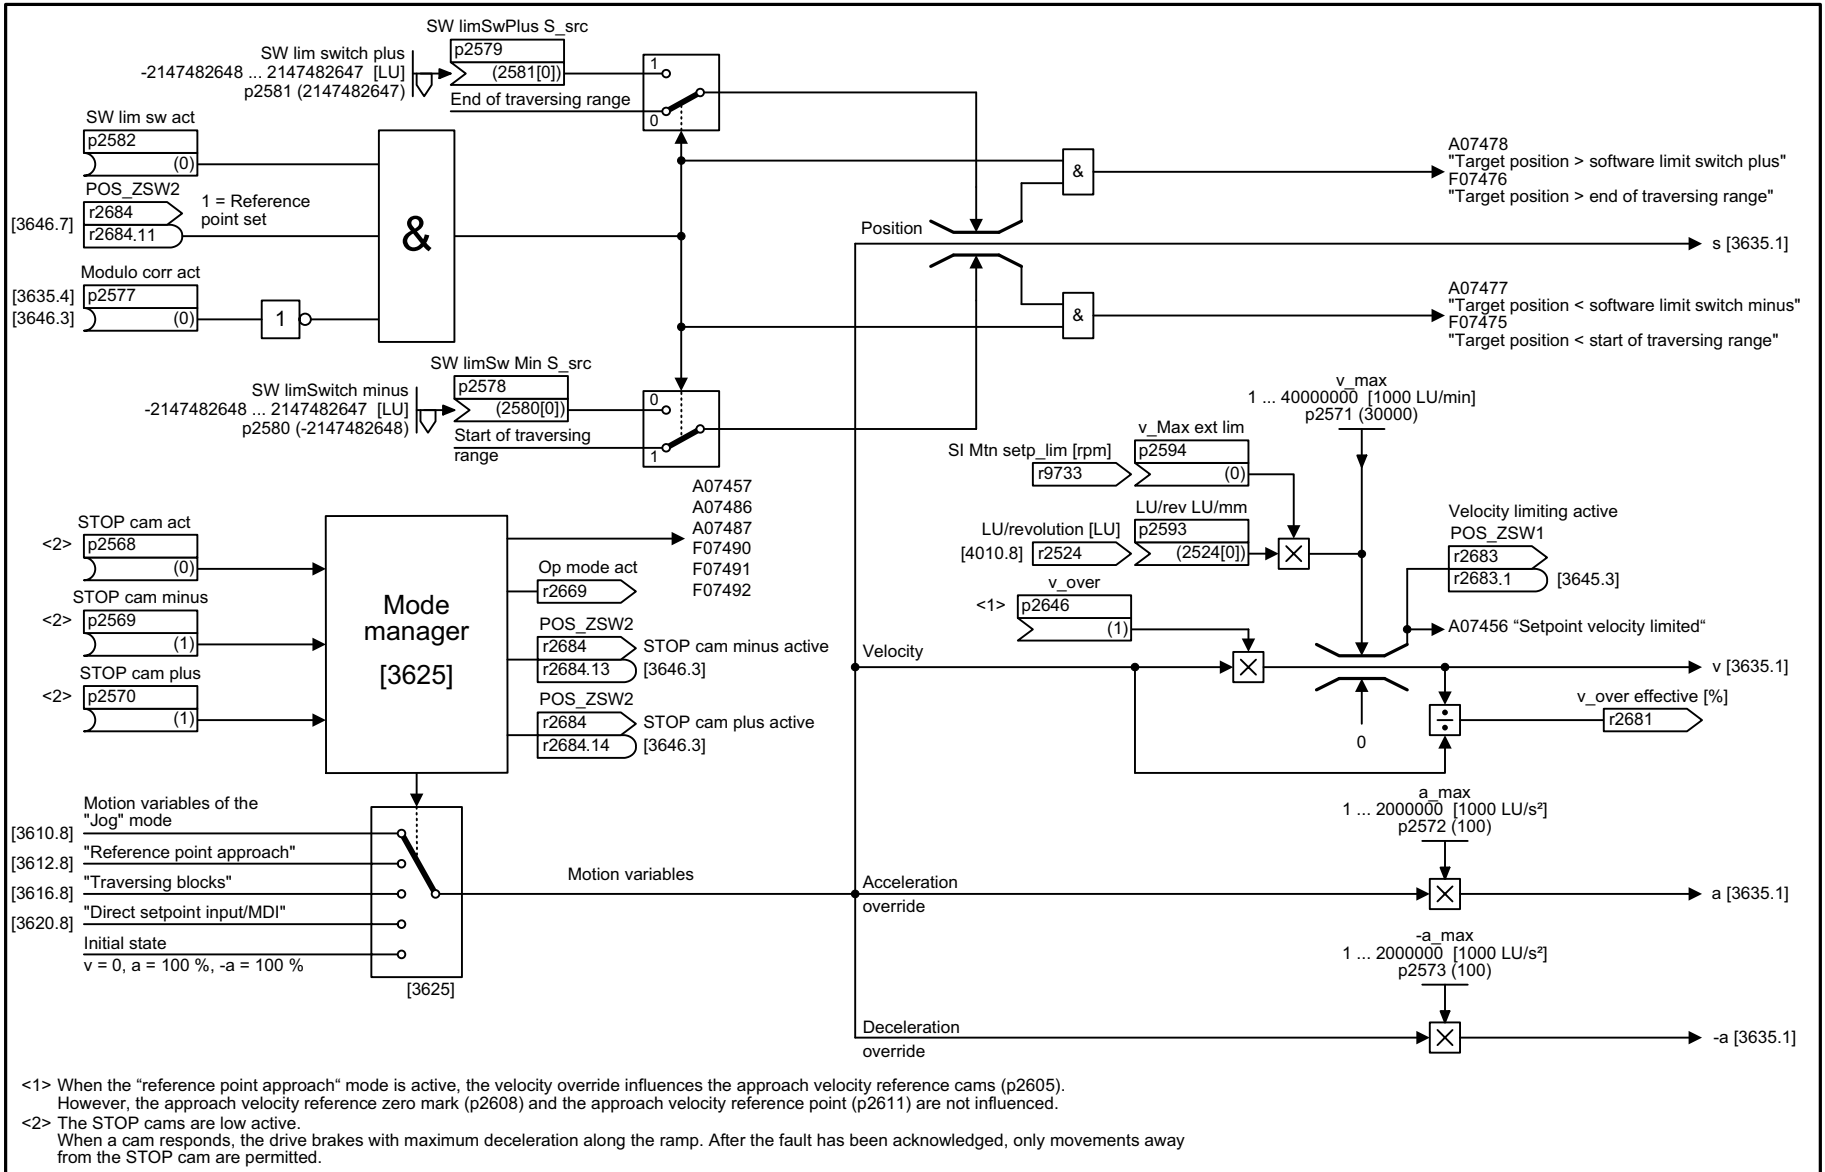 SW limSwPlus S_src
SW lim switch plus
-2147482648 ... 2147482647 [LU]
p2581 (2147482647)
p2579
(2581[0])
End of traversing range
1
0
SW lim sw act
p2582
(0)
POS_ZSW2
[3646.7]
r2684
r2684.11
1 = Reference
point set
Modulo corr act
[3635.4]
[3646.3]
p2577
(0)
1
&
SW limSw Min S_src
SW limSwitch minus
-2147482648 ... 2147482647 [LU]
p2580 (-2147482648)
p2578
(2580[0])
Start of traversing
range
0
1
Position
&
A07478
"Target position > software limit switch plus"
F07476
"Target position > end of traversing range"
s [3635.1]
&
A07477
"Target position < software limit switch minus"
F07475
"Target position < start of traversing range"
v_max
1 ... 40000000 [1000 LU/min]
p2571 (30000)
v_Max ext lim
SI Mtn setp_lim [rpm]
r9733
p2594
(0)
LU/rev LU/mm
LU/revolution [LU]
[4010.8]
r2524
p2593
(2524[0])
v_over
<1>
p2646
(1)
Velocity limiting active
POS_ZSW1
r2683
r2683.1
[3645.3]
A07456 “Setpoint velocity limited“
Velocity
v [3635.1]
0
v_over effective [%]
r2681
STOP cam act
<2>
p2568
(0)
STOP cam minus
<2>
p2569
(1)
STOP cam plus
<2>
p2570
(1)
Mode
manager
[3625]
A07457
A07486
A07487
F07490
F07491
F07492
Op mode act
r2669
POS_ZSW2
r2684
r2684.13
STOP cam minus active
[3646.3]
POS_ZSW2
r2684
r2684.14
STOP cam plus active
[3646.3]
Motion variables of the
"Jog" mode
[3610.8]
"Reference point approach"
[3612.8]
"Traversing blocks"
[3616.8]
"Direct setpoint input/MDI"
[3620.8]
Initial state
v = 0, a = 100 %, -a = 100 %
[3625]
Motion variables
a_max
1 ... 2000000 [1000 LU/s²]
p2572 (100)
Acceleration
override
a [3635.1]
-a_max
1 ... 2000000 [1000 LU/s²]
p2573 (100)
Deceleration
override
-a [3635.1]
<1> When the “reference point approach“ mode is active, the velocity override influences the approach velocity reference cams (p2605).
However, the approach velocity reference zero mark (p2608) and the approach velocity reference point (p2611) are not influenced.
<2> The STOP cams are low active.
When a cam responds, the drive brakes with maximum deceleration along the ramp. After the fault has been acknowledged, only movements away
from the STOP cam are permitted.